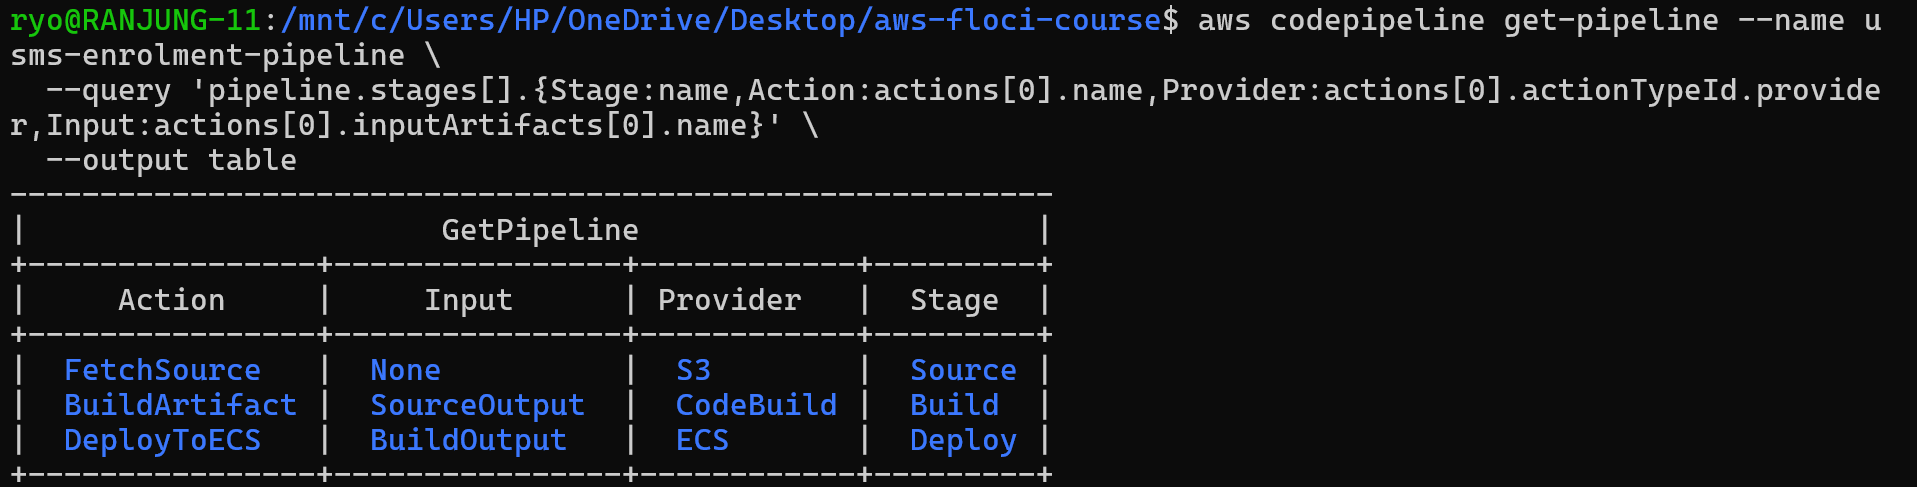 ryo@RANJUNG-11:/mnt/c/Users/HP/OneDrive/Desktop/aws-floci-course$ aws codepipeline get-pipeline --name u
sms-enrolment-pipeline \
  --query 'pipeline.stages[].{Stage:name,Action:actions[0].name,Provider:actions[0].actionTypeId.provide
r,Input:actions[0].inputArtifacts[0].name}' \
  --output table
----------------------------------------------------------
|                       GetPipeline                      |
+----------------+----------------+------------+---------+
|     Action     |     Input      | Provider   |  Stage  |
+----------------+----------------+------------+---------+
|  FetchSource   |  None          |  S3        |  Source |
|  BuildArtifact |  SourceOutput  |  CodeBuild |  Build  |
|  DeployToECS   |  BuildOutput   |  ECS       |  Deploy |
+----------------+----------------+------------+---------+